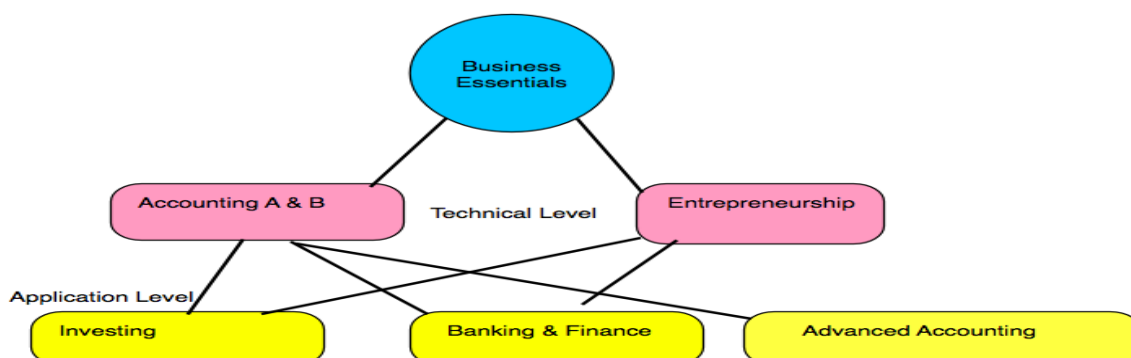 Business
Essentials
Accounting A & B
Technical Level
Entrepreneurship
Application Level
Investing
Banking & Finance
Advanced Accounting